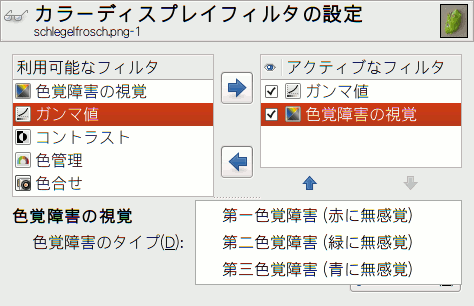 カラーディスプレイフィルタの設定
schlegelfrosch.png-1
利用可能なフィルタ
色覚障害の視覚
ガンマ値
コントラスト
色管理
色合せ
アクティブなフィルタ
ガンマ値
色覚障害の視覚
色覚障害の視覚
色覚障害のタイプ(D):
第一色覚障害 (赤に無感覚)
第二色覚障害 (緑に無感覚)
第三色覚障害 (青に無感覚)